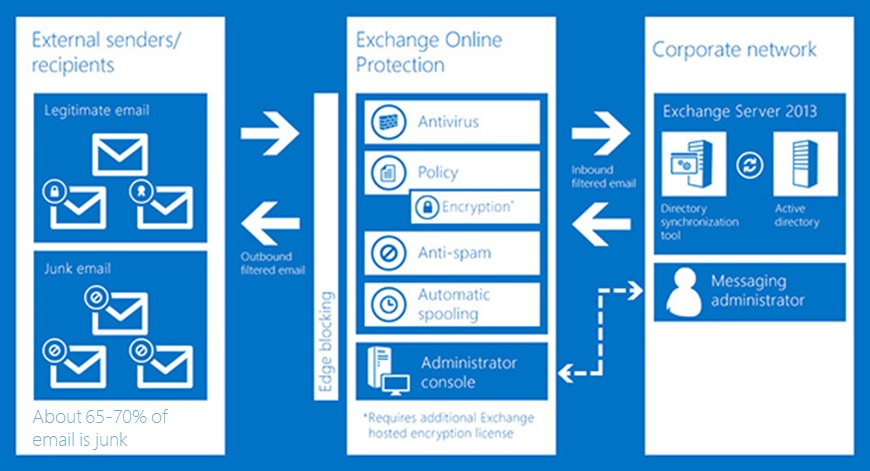 External senders/
recipients
Legitimate email
Junk email
About 65-70% of
email is junk
Outbound
filtered email
Edge blocking
Exchange Online
Protection
Antivirus
Policy
Encryption*
Anti-spam
Automatic
spooling
Administrator
console
*Requires additional Exchange
hosted encryption license
Inbound
filtered email
Corporate network
Exchange Server 2013
Directory
synchronization
tool
Active
directory
Messaging
administrator